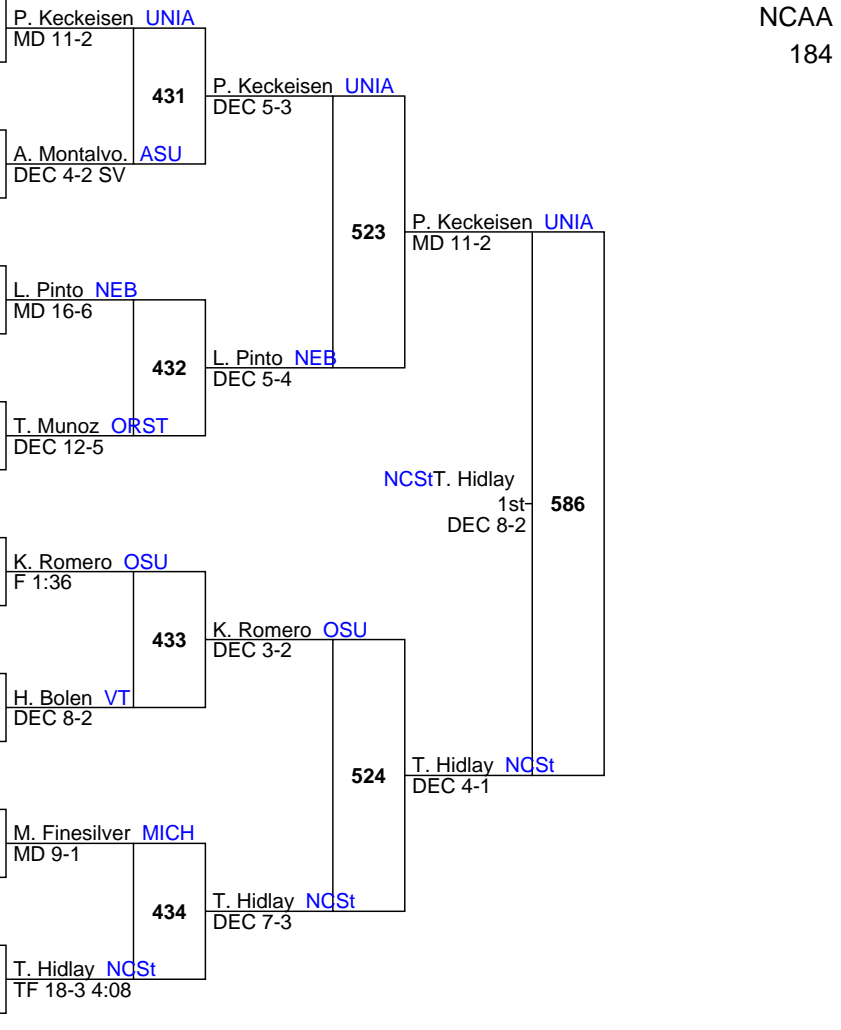 NCAA
184
P. Keckeisen UNIA
MD 11-2
431
P. Keckeisen UNIA
DEC 5-3
A. Montalvo. ASU
DEC 4-2 SV
523
P. Keckeisen UNIA
MD 11-2
L. Pinto NEB
MD 16-6
432
L. Pinto NEB
DEC 5-4
T. Munoz ORST
DEC 12-5
NCStT. Hidlay
1st
DEC 8-2
586
K. Romero OSU
F 1:36
433
K. Romero OSU
DEC 3-2
H. Bolen VT
DEC 8-2
524
T. Hidlay NCSt
DEC 4-1
M. Finesilver MICH
MD 9-1
434
T. Hidlay NCSt
DEC 7-3
T. Hidlay NCSt
TF 18-3 4:08